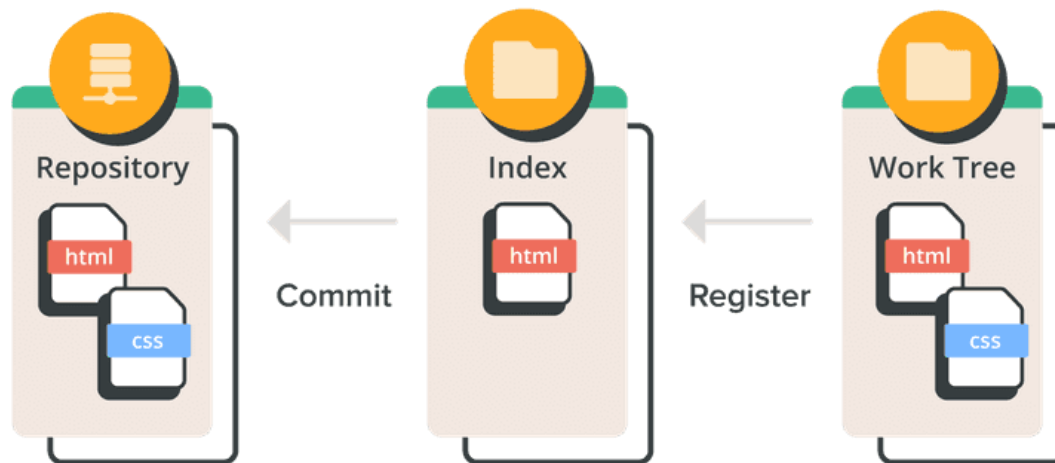 Repository
Index
Work Tree
html
html
html
Commit
Register
css
css